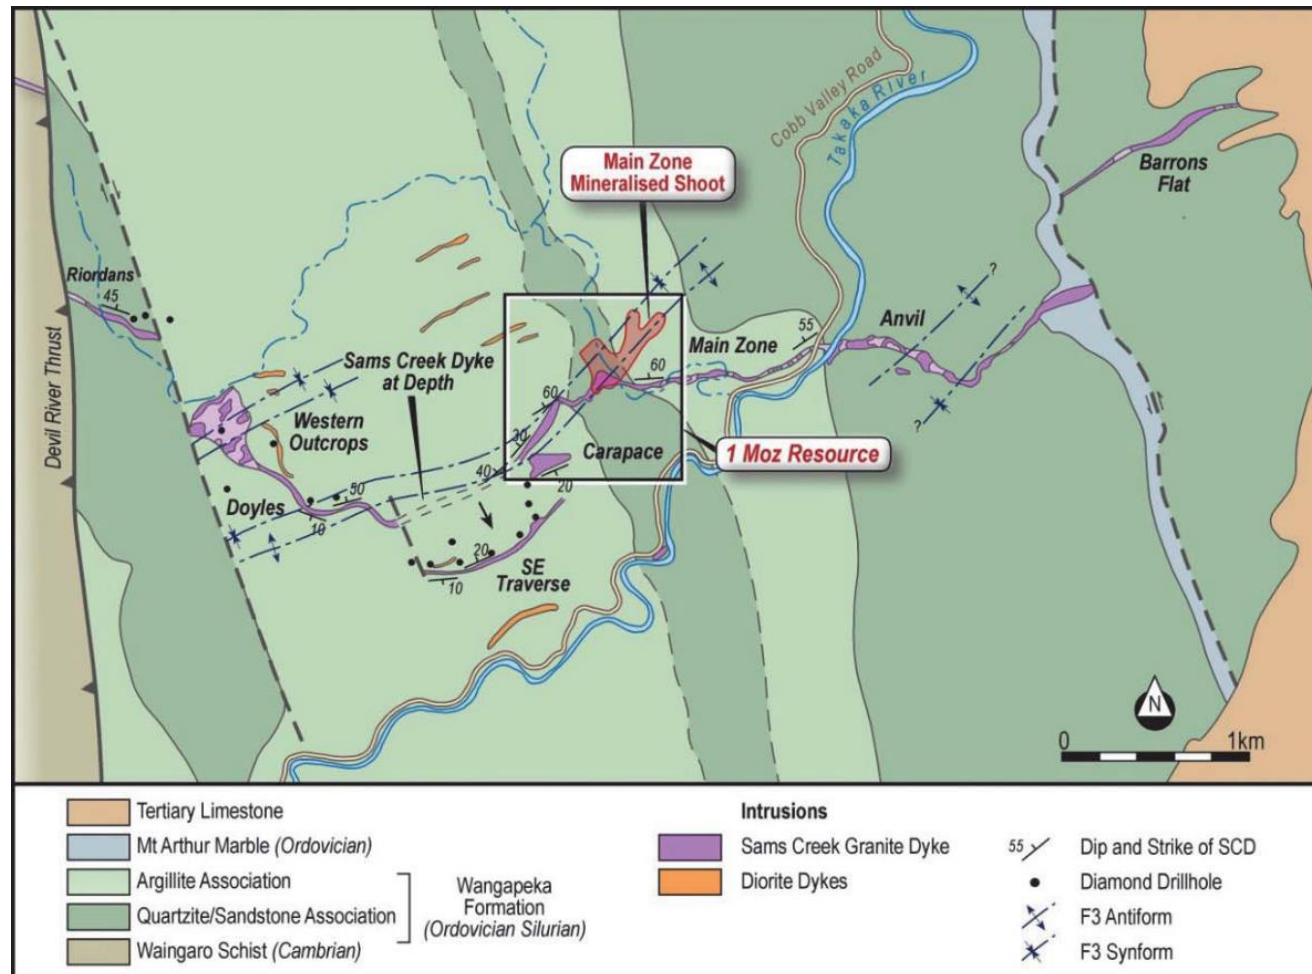 Cobb Valley Road
Takaka River
Main Zone
Mineralised Shoot
Barrons
Flat
Riordans
45
?
Anvil
55
Main Zone
60
Sams Creek Dyke
at Depth
Devil River Thrust
Western
Outcrops
60
30
Carapace
1 Moz Resource
?
40
20
50
Doyles
10
20
SE
Traverse
10
N
0
1km
Tertiary Limestone
Mt Arthur Marble (Ordovician)
Argillite Association
Quartzite/Sandstone Association
Waingaro Schist (Cambrian)
Wangapeka
Formation
(Ordovician Silurian)
Intrusions
Sams Creek Granite Dyke
Diorite Dykes
55
Dip and Strike of SCD
Diamond Drillhole
F3 Antiform
F3 Synform